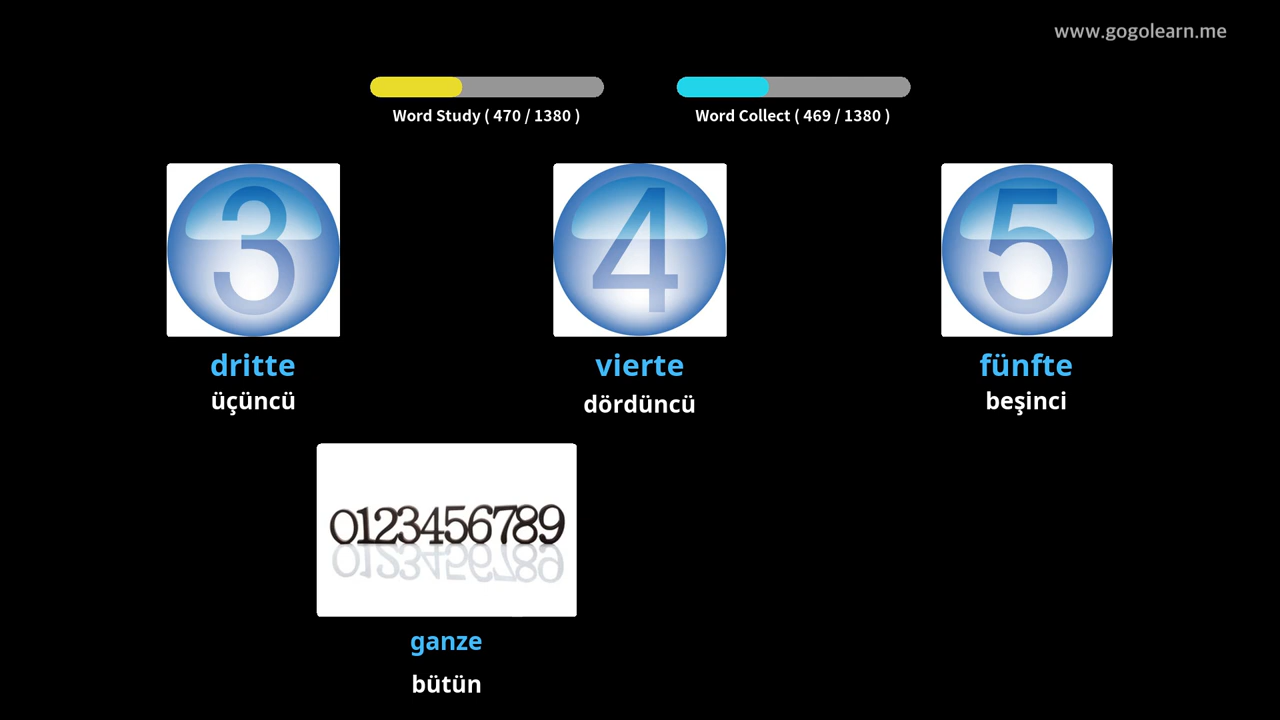 www.gogolearn.me
Word Study ( 470 / 1380 )
Word Collect ( 469 / 1380 )
3
4
5
dritte
vierte
fünfte
üçüncü
dördüncü
beşinci
0123456789
ganze
bütün